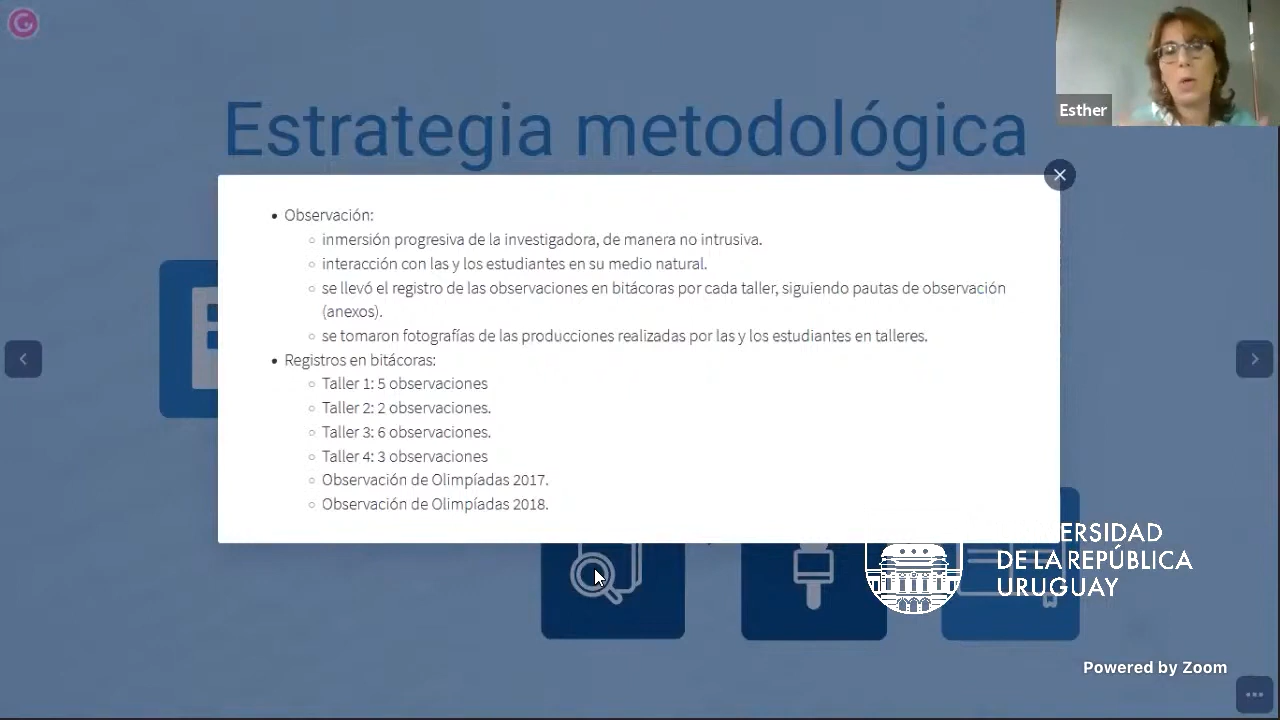 Estrategia metodológica
Esther
• Observación:
◦ inmersión progresiva de la investigadora, de manera no intrusiva.
◦ interacción con las y los estudiantes en su medio natural.
◦ se llevó el registro de las observaciones en bitácoras por cada taller, siguiendo pautas de observación
(anexos).
◦ se tomaron fotografías de las producciones realizadas por las y los estudiantes en talleres.
• Registros en bitácoras:
◦ Taller 1: 5 observaciones
◦ Taller 2: 2 observaciones.
◦ Taller 3: 6 observaciones.
◦ Taller 4: 3 observaciones
◦ Observación de Olimpíadas 2017.
◦ Observación de Olimpíadas 2018.
ERSIDAD
DE LA REPÚBLICA
URUGUAY
Powered by Zoom